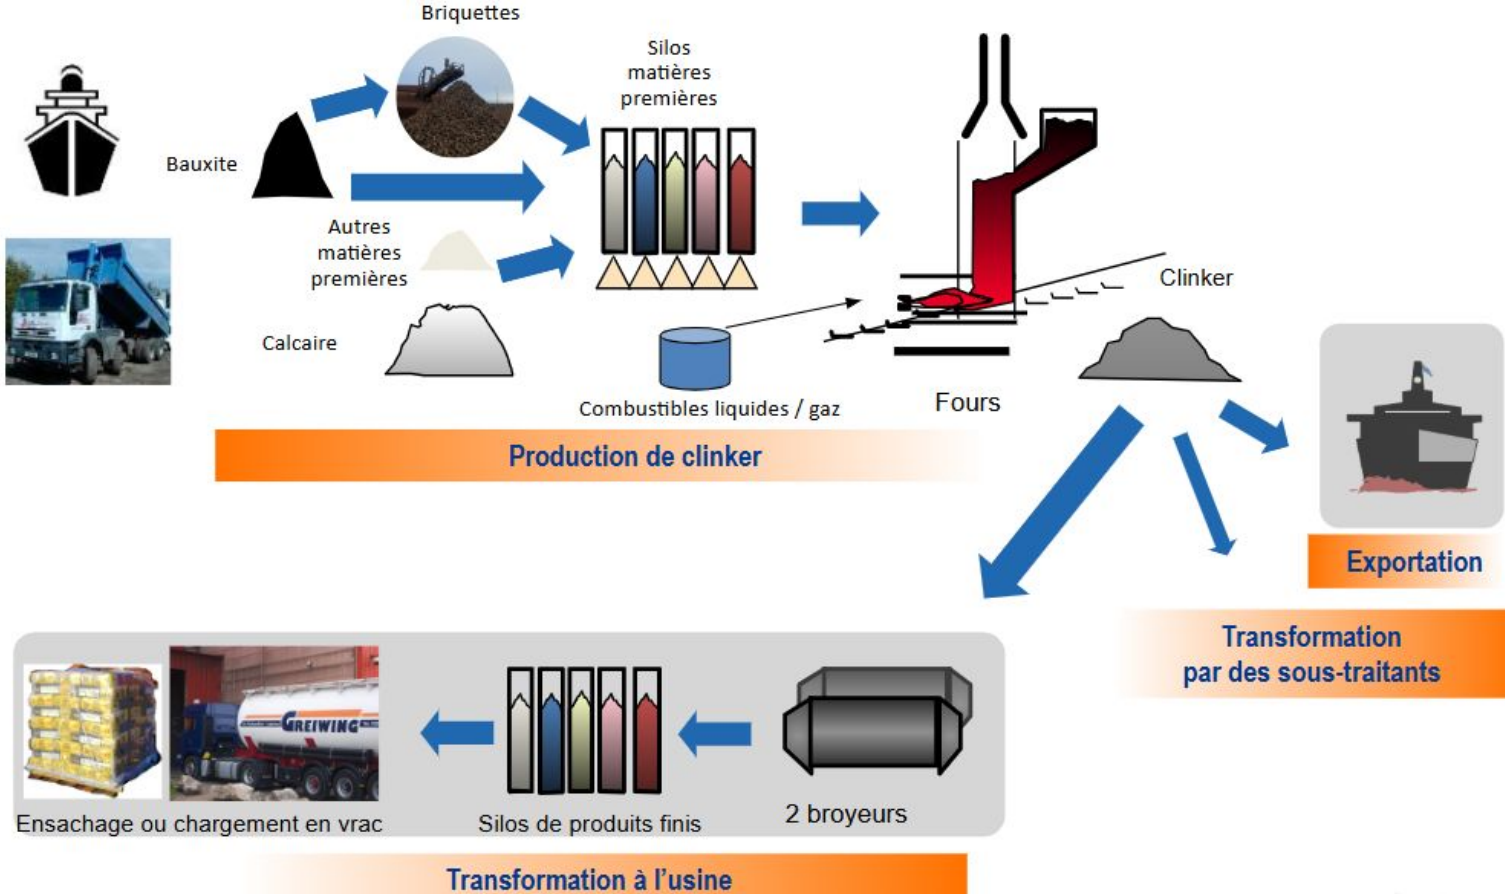 Briquettes
Silos
matières
premières
Bauxite
Autres
matières
premières
Calcaire
Clinker
Combustibles liquides / gaz
Fours
Production de clinker
Exportation
Transformation
par des sous-traitants
GREIWING
Ensachage ou chargement en vrac
Silos de produits finis
2 broyeurs
Transformation à l'usine